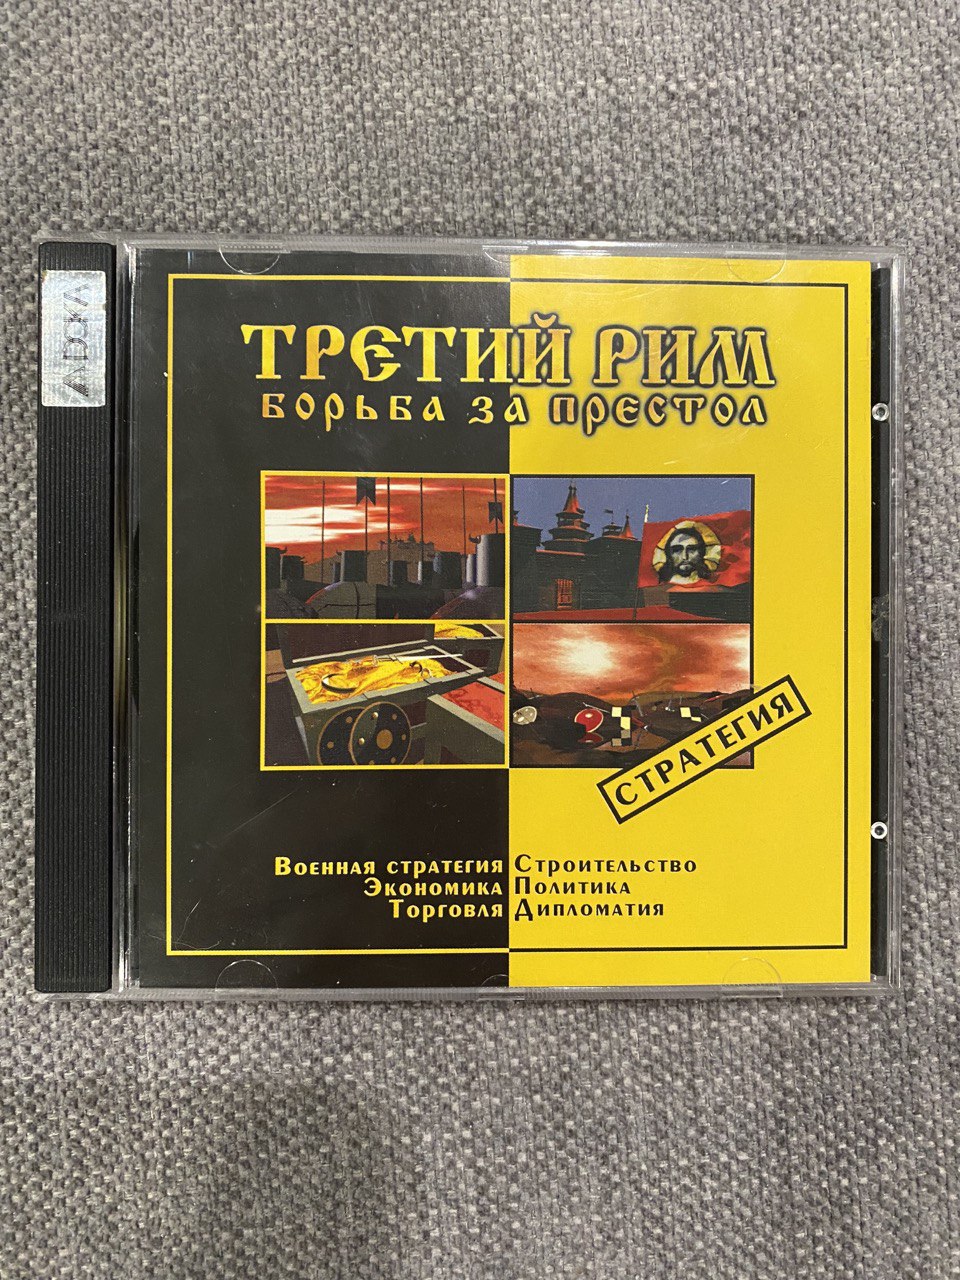 ТРЕТИЙ РИМ
БОРЬБА ЗА ПРЕСТОЛ
СТРАТЕГИЯ
ВОЕННАЯ СТРАТЕГИЯ
ЭКОНОМИКА
ТОРГОВЛЯ
СТРОИТЕЛЬСТВО
ПОЛИТИКА
ДИПЛОМАТИЯ